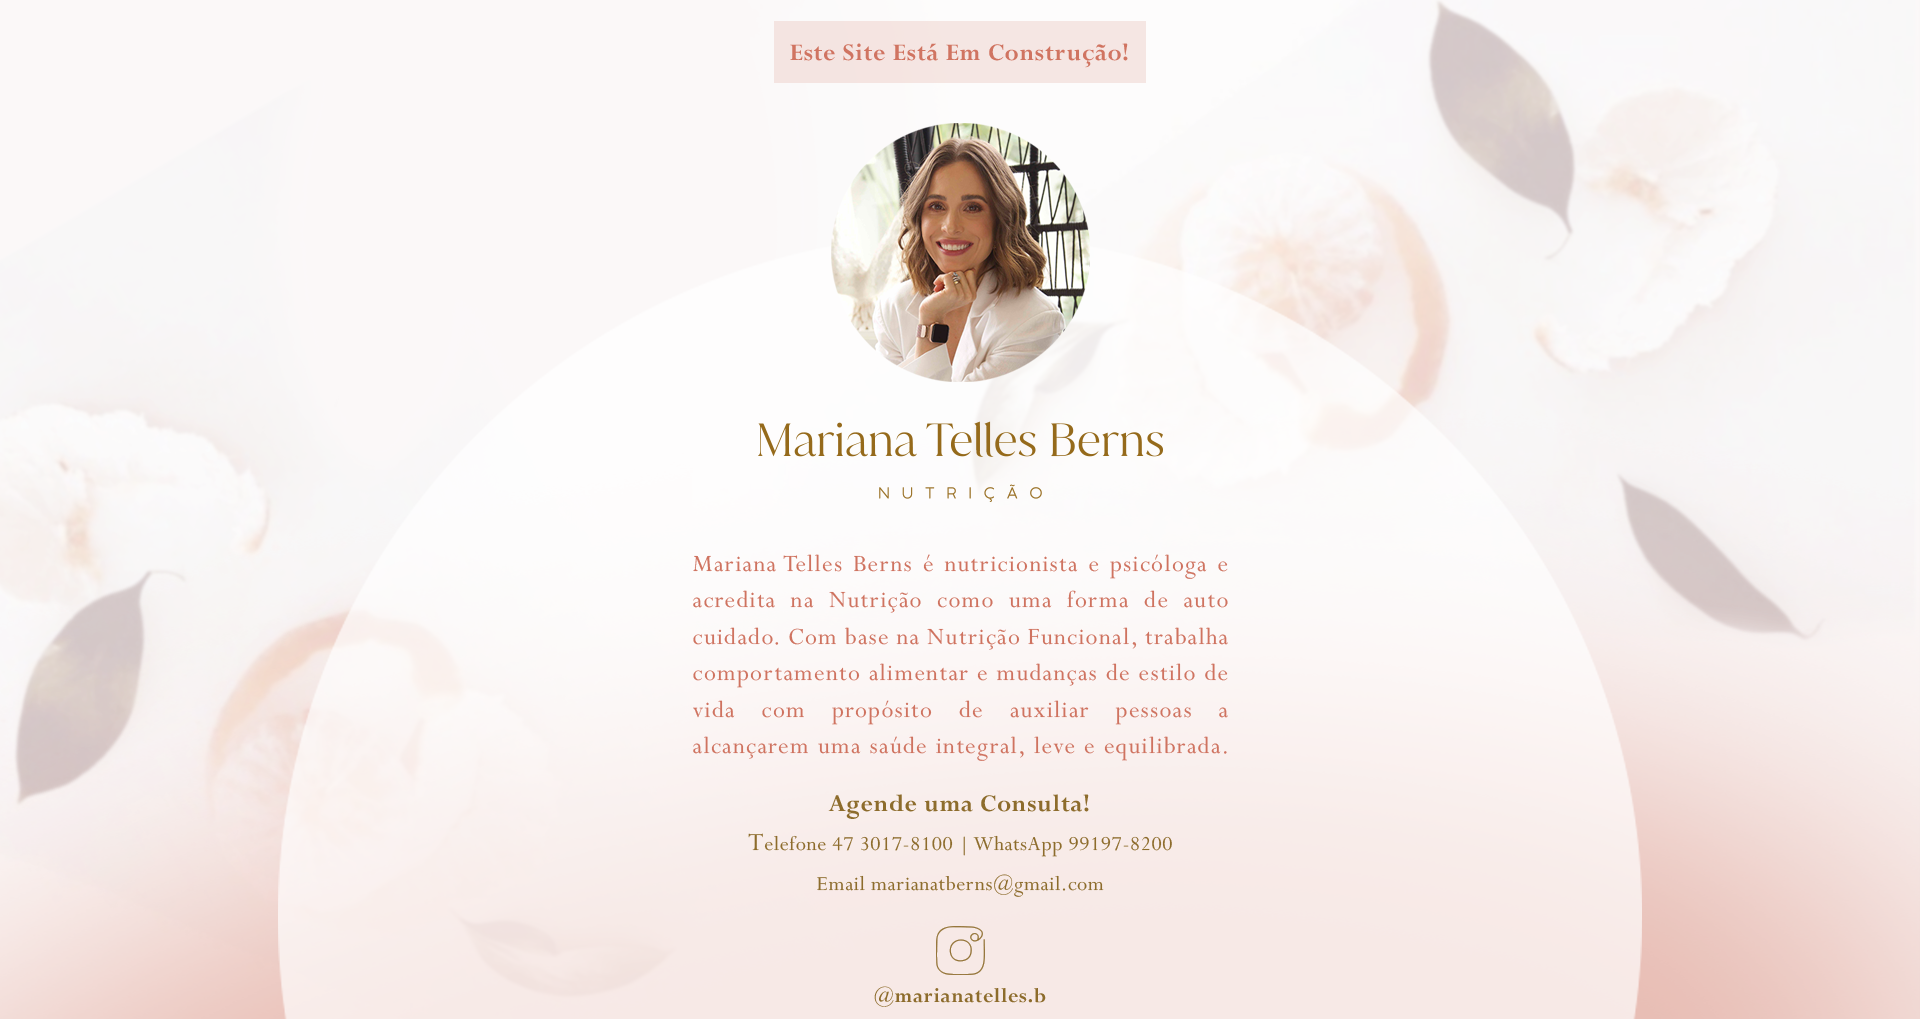 Este Site Está Em Construção!
Mariana Telles Berns
NUTRIÇÃO
Mariana Telles Berns é nutricionista e psicóloga e
acredita na Nutrição como uma forma de auto
cuidado. Com base na Nutrição Funcional, trabalha
comportamento alimentar e mudanças de estilo de
vida com propósito de auxiliar pessoas a
alcançarem uma saúde integral, leve e equilibrada.
Agende uma Consulta!
Telefone 47 3017-8100 | WhatsApp 99197-8200
Email marianatberns@gmail.com
@marianatelles.b